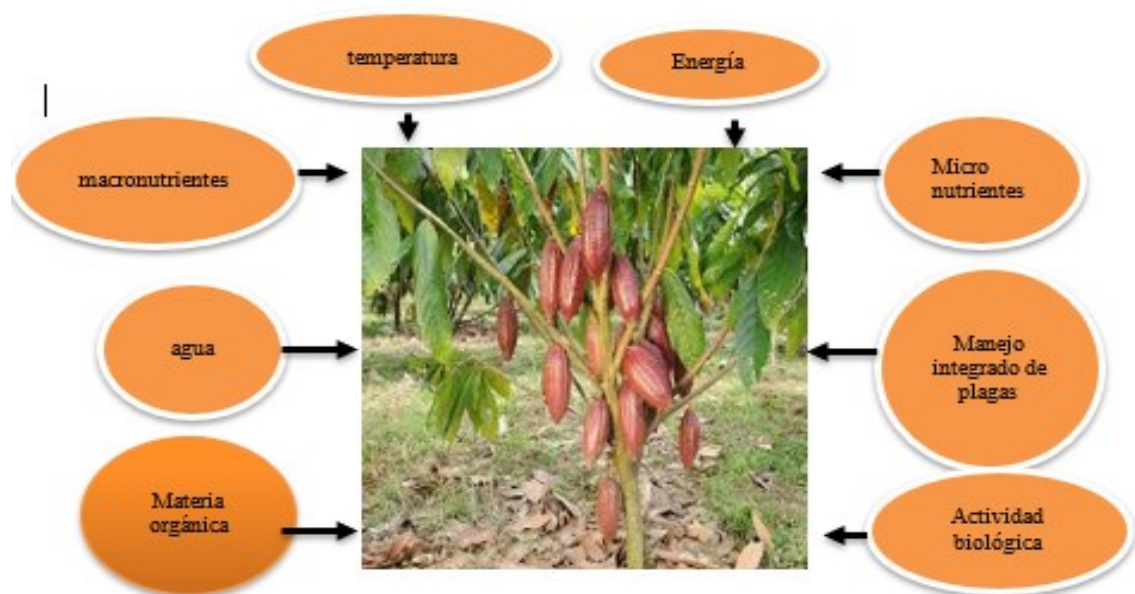 temperatura
Energía
macronutrientes
Micro
nutrientes
agua
Manejo
integrado de
plagas
Materia
orgánica
Actividad
biológica